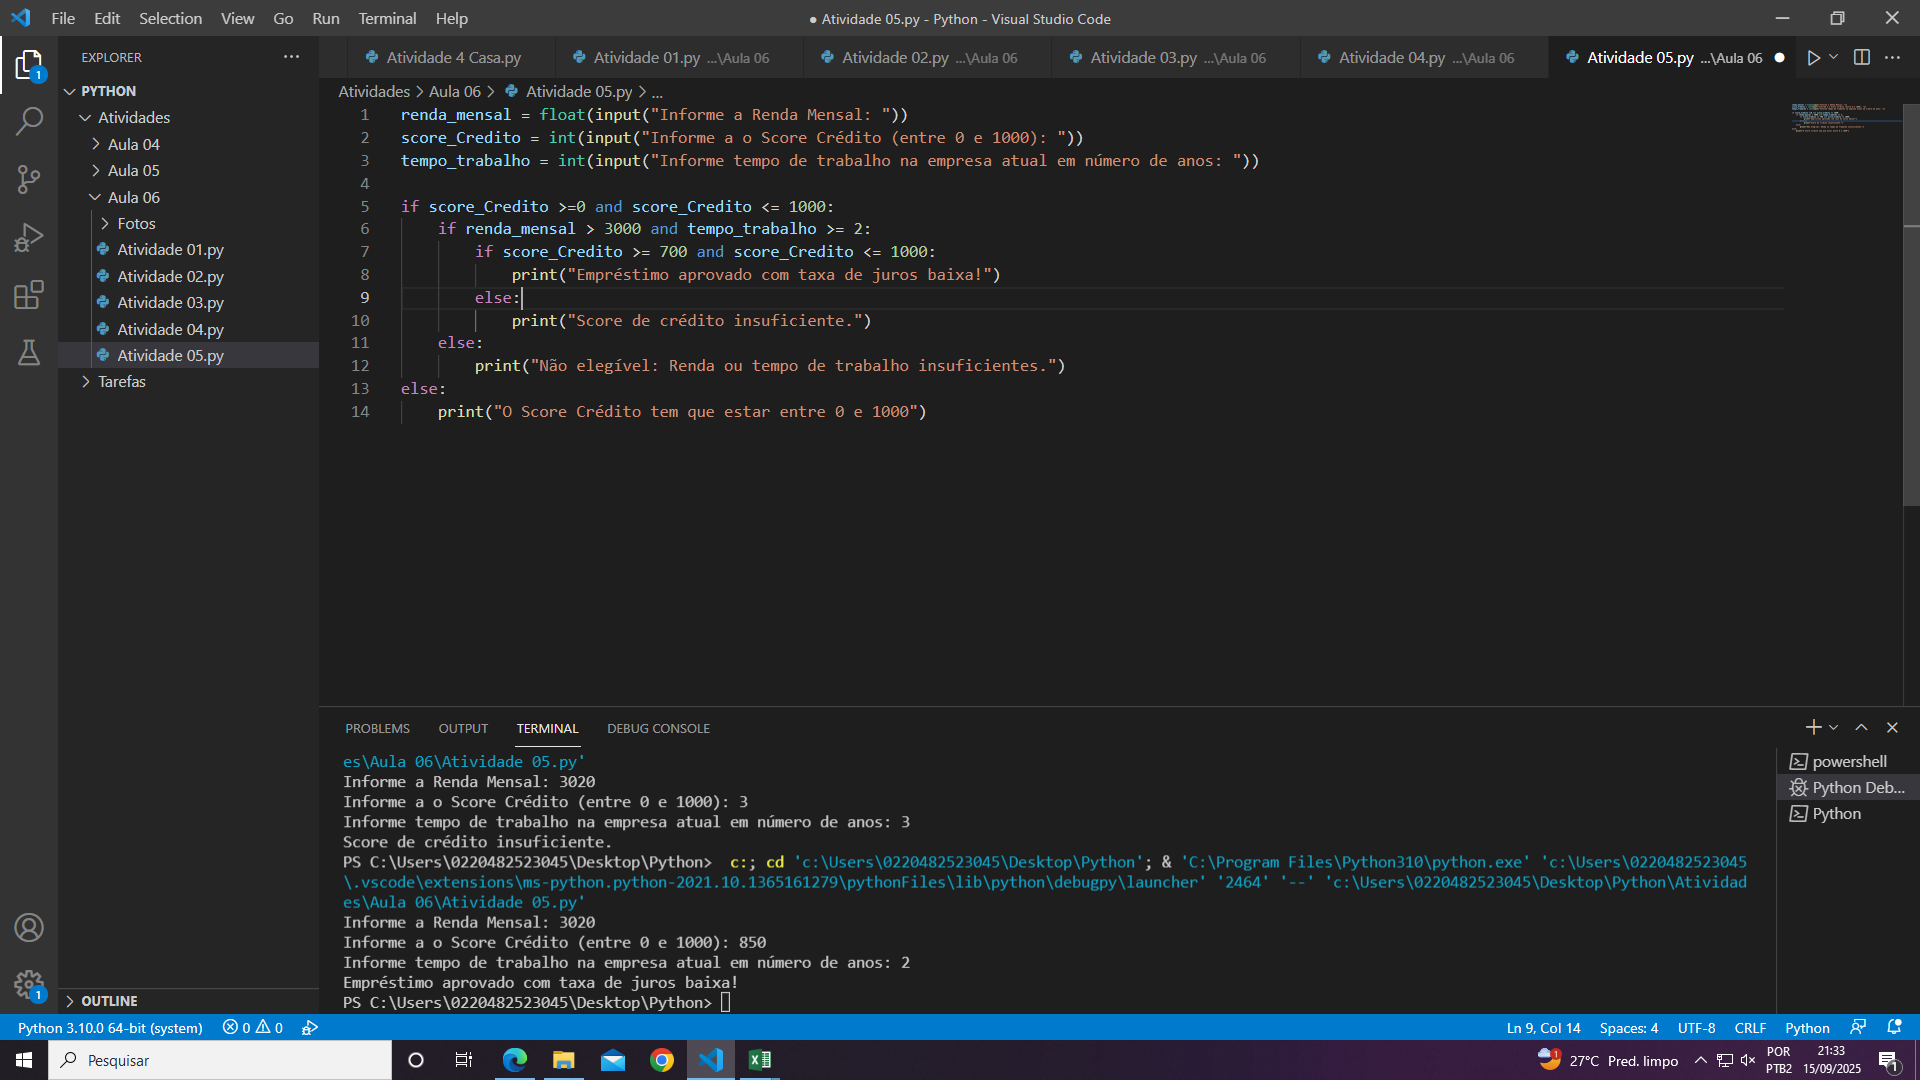 File Edit Selection View Go Run Terminal Help
● Atividade 05.py - Python - Visual Studio Code
EXPLORER
Atividade 4 Casa.py
Atividade 01.py ...\Aula 06
Atividade 02.py ...\Aula 06
Atividade 03.py ...\Aula 06
Atividade 04.py ...\Aula 06
Atividade 05.py ...\Aula 06
1
PYTHON
Atividades
Aula 04
Aula 05
Aula 06
Fotos
Atividade 01.py
Atividade 02.py
Atividade 03.py
Atividade 04.py
Atividade 05.py
Tarefas
OUTLINE
1
Atividades > Aula 06 > Atividade 05.py > ...
1 renda_mensal = float(input("Informe a Renda Mensal: "))
2 score_Credito = int(input("Informe a o Score Crédito (entre 0 e 1000): "))
3 tempo_trabalho = int(input("Informe tempo de trabalho na empresa atual em número de anos: "))
4
5 if score_Credito >=0 and score_Credito <= 1000:
6 if renda_mensal > 3000 and tempo_trabalho >= 2:
7 if score_Credito >= 700 and score_Credito <= 1000:
8 print("Empréstimo aprovado com taxa de juros baixa!")
9 else:
10 print("Score de crédito insuficiente.")
11 else:
12 print("Não elegível: Renda ou tempo de trabalho insuficientes.")
13 else:
14 print("O Score Crédito tem que estar entre 0 e 1000")
PROBLEMS OUTPUT TERMINAL DEBUG CONSOLE
es\Aula 06\Atividade 05.py'
Informe a Renda Mensal: 3020
Informe a o Score Crédito (entre 0 e 1000): 3
Informe tempo de trabalho na empresa atual em número de anos: 3
Score de crédito insuficiente.
PS C:\Users\0220482523045\Desktop\Python>  c:; cd 'c:\Users\0220482523045\Desktop\Python'; & 'C:\Program Files\Python310\python.exe' 'c:\Users\0220482523045
\.vscode\extensions\ms-python.python-2021.10.1365161279\pythonFiles\lib\python\debugpy\launcher' '2464' '--' 'c:\Users\0220482523045\Desktop\Python\Atividad
es\Aula 06\Atividade 05.py'
Informe a Renda Mensal: 3020
Informe a o Score Crédito (entre 0 e 1000): 850
Informe tempo de trabalho na empresa atual em número de anos: 2
Empréstimo aprovado com taxa de juros baixa!
PS C:\Users\0220482523045\Desktop\Python>
powershell
Python Deb...
Python
Python 3.10.0 64-bit (system) 0 0
Ln 9, Col 14 Spaces: 4 UTF-8 CRLF Python
Pesquisar
1
27°C Pred. limpo
POR
PTB2
21:33
15/09/2025
1